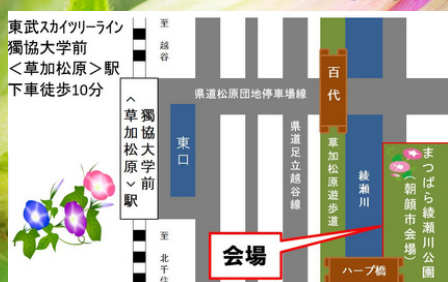 東武スカイツリーライン
獨協大学前
<草加松原>駅
下車徒歩10分
至 越谷
県道松原団地停車場線
百代
獨協大学前
<草加松原>駅
東口
県道足立越谷線
草加松原遊歩道
綾瀬川
まつばら綾瀬川公園
(朝顔市会場)
会場
至 北千住
ハープ橋